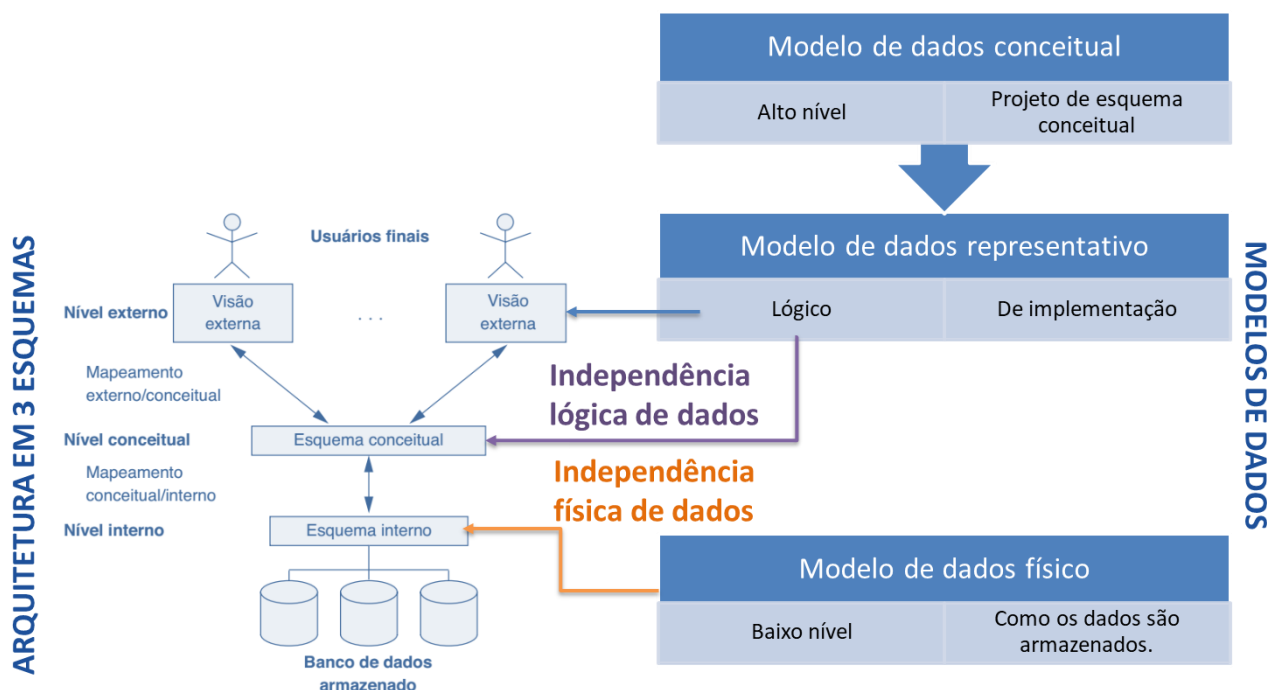 ARQUITETURA EM 3 ESQUEMAS
Usuários finais
Nível externo
Visão
externa
. . .
Visão
externa
Mapeamento
externo/conceitual
Nível conceitual
Esquema conceitual
Mapeamento
conceitual/interno
Nível interno
Esquema interno
Banco de dados
armazenado
Independência
lógica de dados
Independência
física de dados
Modelo de dados conceitual
Alto nível
Projeto de esquema
conceitual
Modelo de dados representativo
Lógico
De implementação
Modelo de dados físico
Baixo nível
Como os dados são
armazenados.
MODELOS DE DADOS